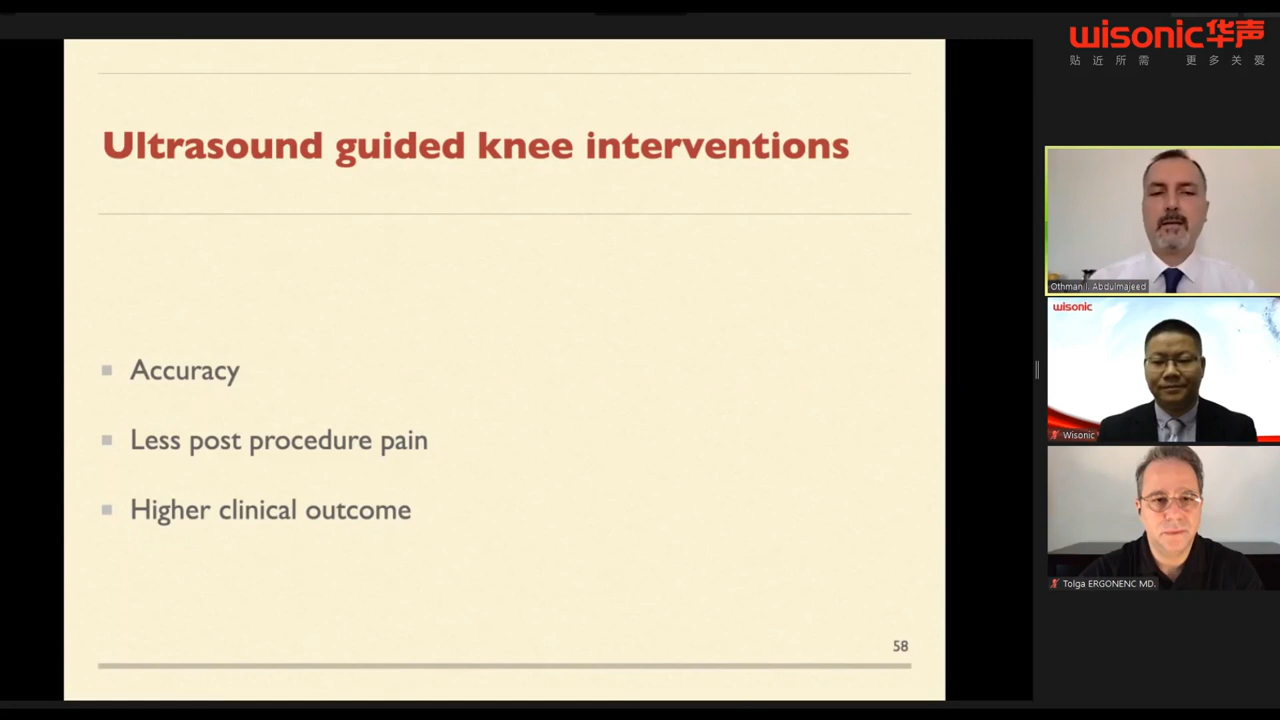 wisonic华声
贴近所需 更多关爱
Ultrasound guided knee interventions
Accuracy
Less post procedure pain
Higher clinical outcome
58
Othman I. Abdulmajeed
wisonic
Wisonic
Tolga ERGONENC MD.